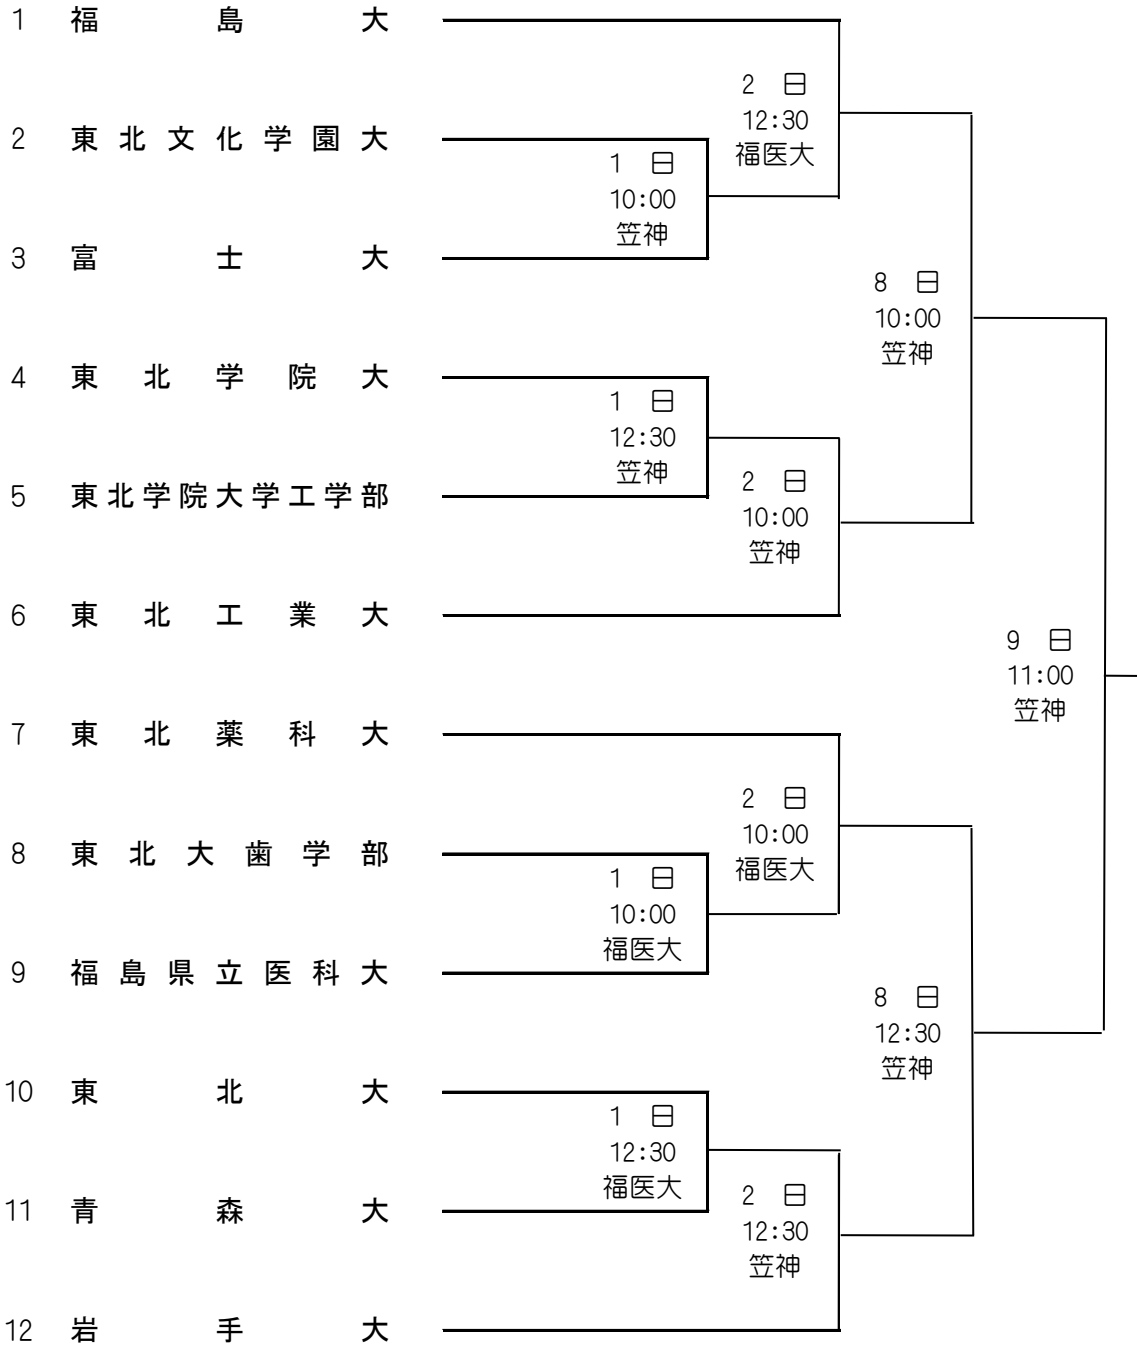 1 福島大
2 日
12:30
福医大
2 東北文化学園大
1 日
10:00
笠神
3 富士大
8 日
10:00
笠神
4 東北学院大
1 日
12:30
笠神
5 東北学院大学工学部
2 日
10:00
笠神
6 東北工業大
9 日
11:00
笠神
7 東北薬科大
2 日
10:00
福医大
8 東北大歯学部
1 日
10:00
福医大
9 福島県立医科大
8 日
12:30
笠神
10 東北大
1 日
12:30
福医大
11 青森大
2 日
12:30
笠神
12 岩手大